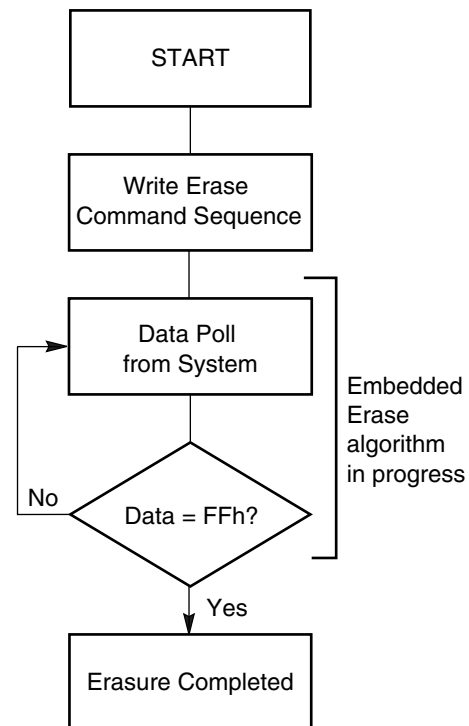 START
Write Erase
Command Sequence
Data Poll
from System
Embedded
Erase
algorithm
in progress
No
Data = FFh?
Yes
Erasure Completed